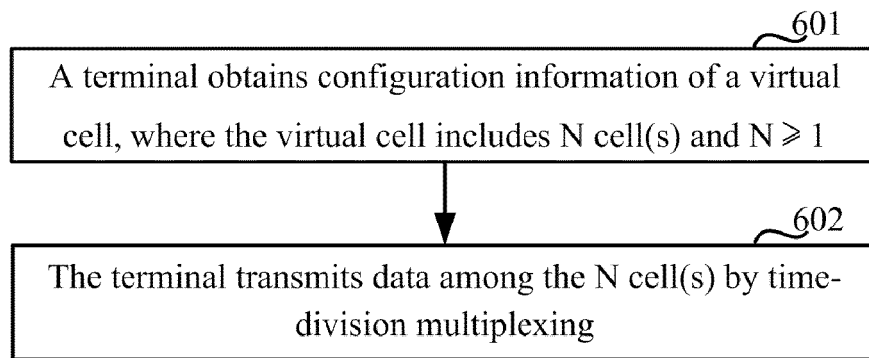 601
A terminal obtains configuration information of a virtual
cell, where the virtual cell includes N cell(s) and N ⩾ 1
602
The terminal transmits data among the N cell(s) by time-
division multiplexing